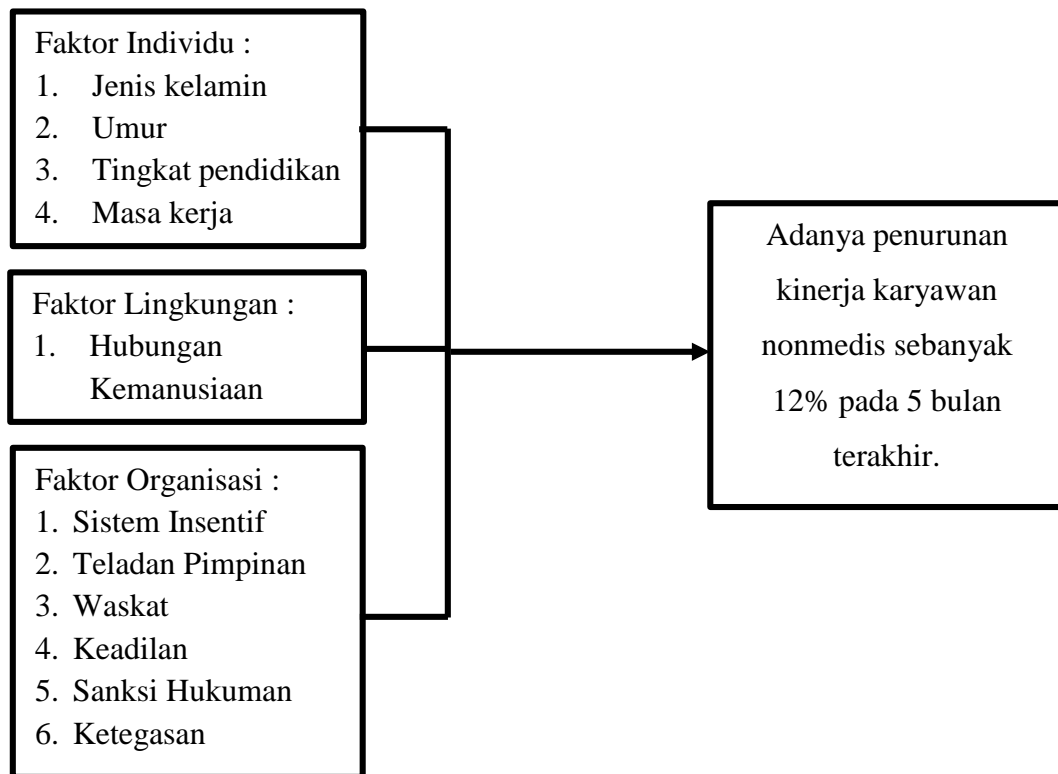 Faktor Individu :
1. Jenis kelamin
2. Umur
3. Tingkat pendidikan
4. Masa kerja
Faktor Lingkungan :
1. Hubungan
Kemanusiaan
Faktor Organisasi :
1. Sistem Insentif
2. Teladan Pimpinan
3. Waskat
4. Keadilan
5. Sanksi Hukuman
6. Ketegasan
Adanya penurunan
kinerja karyawan
nonmedis sebanyak
12% pada 5 bulan
terakhir.